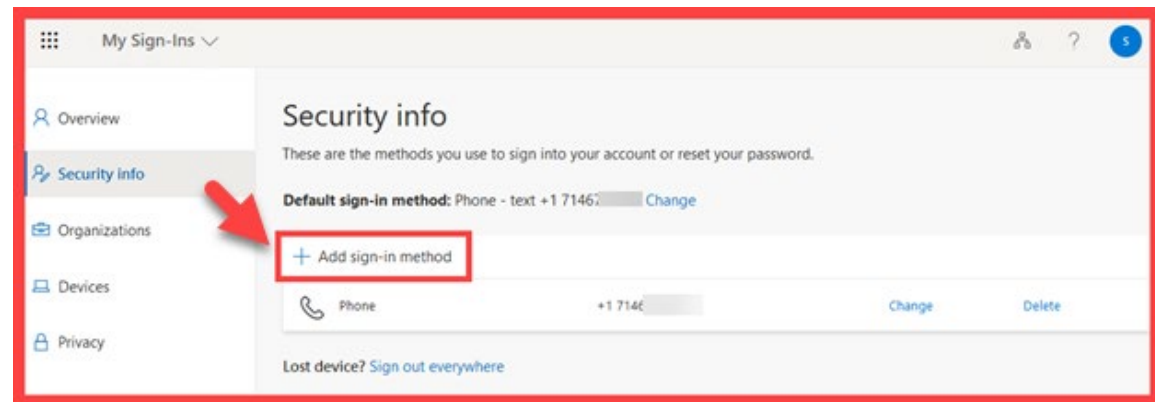 My Sign-Ins
?
S
Overview
Security info
Organizations
Devices
Privacy
Security info
These are the methods you use to sign into your account or reset your password.
Default sign-in method: Phone - text +1 7146 Change
+ Add sign-in method
Phone +1 7146 Change Delete
Lost device? Sign out everywhere